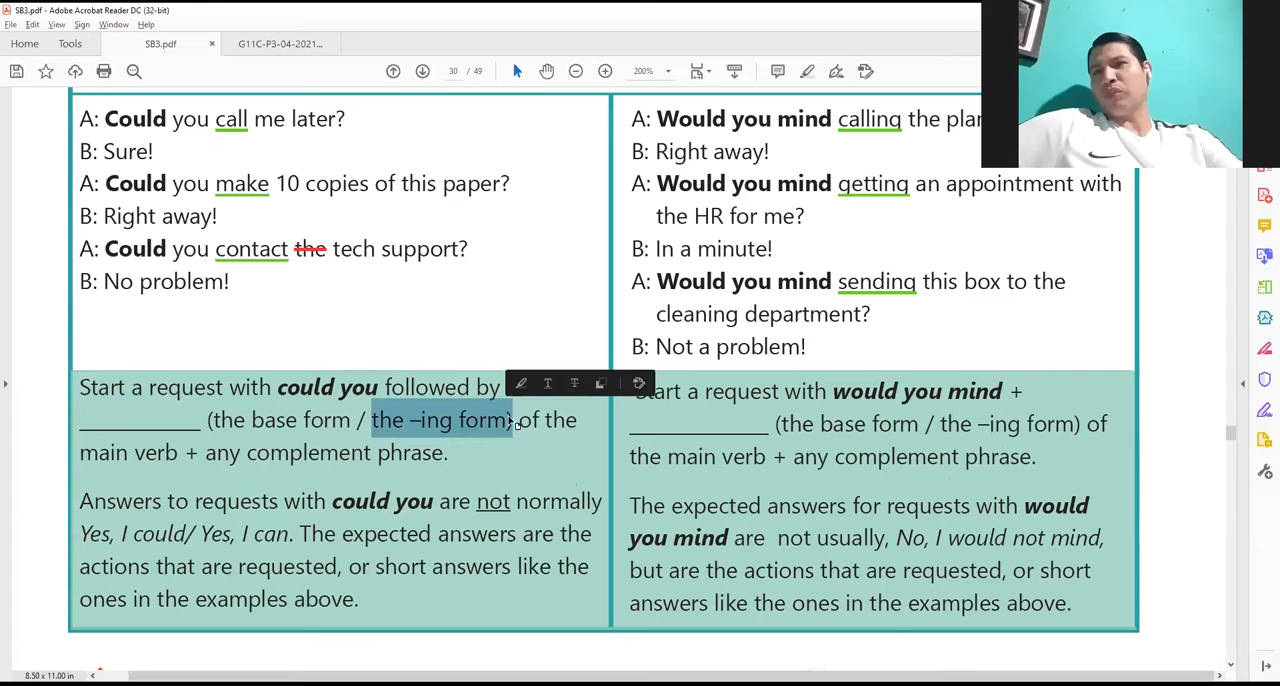 SB3.pdf - Adobe Acrobat Reader DC (32-bit)
File Edit View Sign Window Help
Home Tools SB3.pdf × G11C-P3-04-2021...
30 / 49 200%
A: Could you call me later?
B: Sure!
A: Could you make 10 copies of this paper?
B: Right away!
A: Could you contact the tech support?
B: No problem!
Start a request with could you followed by
____________ (the base form / the –ing form) of the
main verb + any complement phrase.
Answers to requests with could you are not normally
Yes, I could/ Yes, I can. The expected answers are the
actions that are requested, or short answers like the
ones in the examples above.
A: Would you mind calling the
B: Right away!
A: Would you mind getting an appointment with
the HR for me?
B: In a minute!
A: Would you mind sending this box to the
cleaning department?
B: Not a problem!
Start a request with would you mind +
______________ (the base form / the –ing form) of
the main verb + any complement phrase.
The expected answers for requests with would
you mind are not usually, No, I would not mind,
but are the actions that are requested, or short
answers like the ones in the examples above.
8.50 x 11.00 in